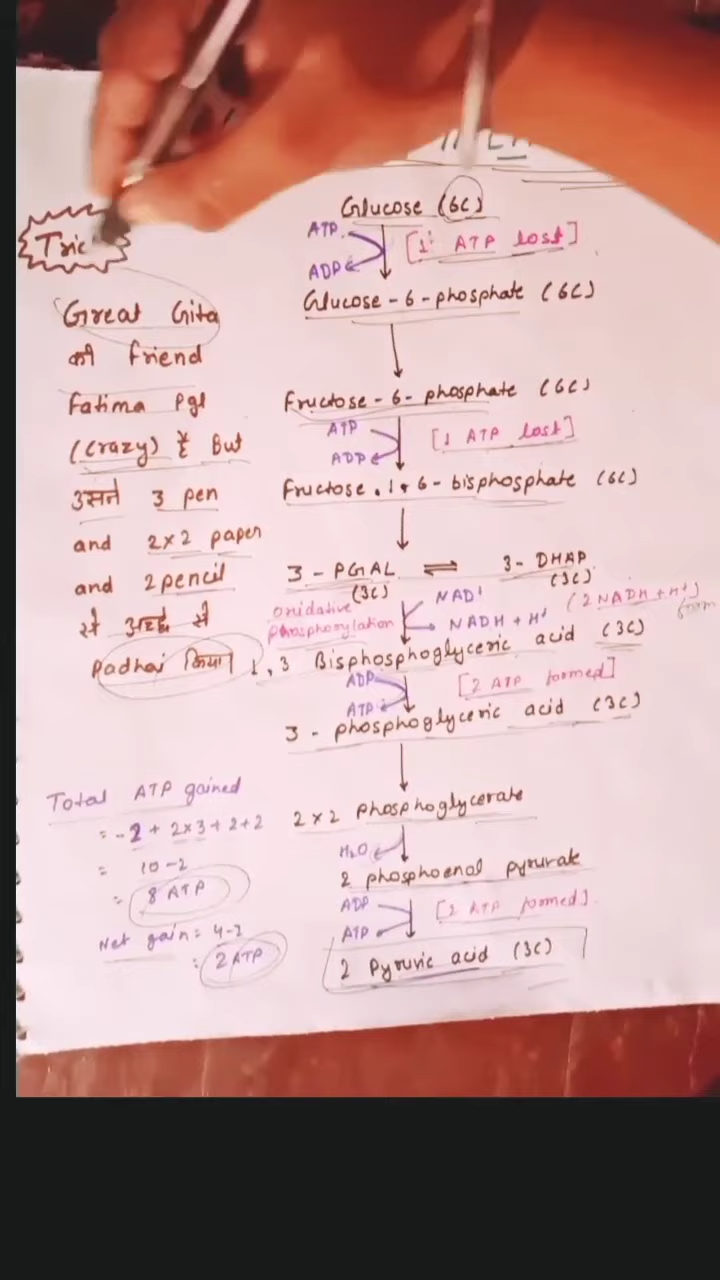 Glucose (6C)
ATP
ADP
[1 ATP lost]
Glucose - 6 - phosphate (6C)
Fructose - 6 - phosphate (6C)
ATP
ADP
[1 ATP lost]
Fructose . 1 & 6 - bisphosphate (6C)
3 - PGAL ⇌ 3 - DHAP
(3C) (3C)
oxidative
phosphorylation
NAD⁺
NADH + H⁺
(2 NADH + H⁺)
form
1, 3 Bisphosphoglyceric acid (3C)
ADP
ATP
[2 ATP formed]
3 - phosphoglyceric acid (3C)
2 x 2 phosphoglycerate
H₂O
2 phosphoenol pyruvate
ADP
ATP
[2 ATP formed].
2 Pyruvic acid (3C)
Great Gita
की friend
Fatima Pgl
(crazy) है But
उसने 3 pen
and 2x2 paper
and 2 pencil
Padhai किया
Total ATP gained
= -2 + 2x3 + 2 + 2
= 10 - 2
= 8 ATP
Net gain = 4 - 2
= 2 ATP